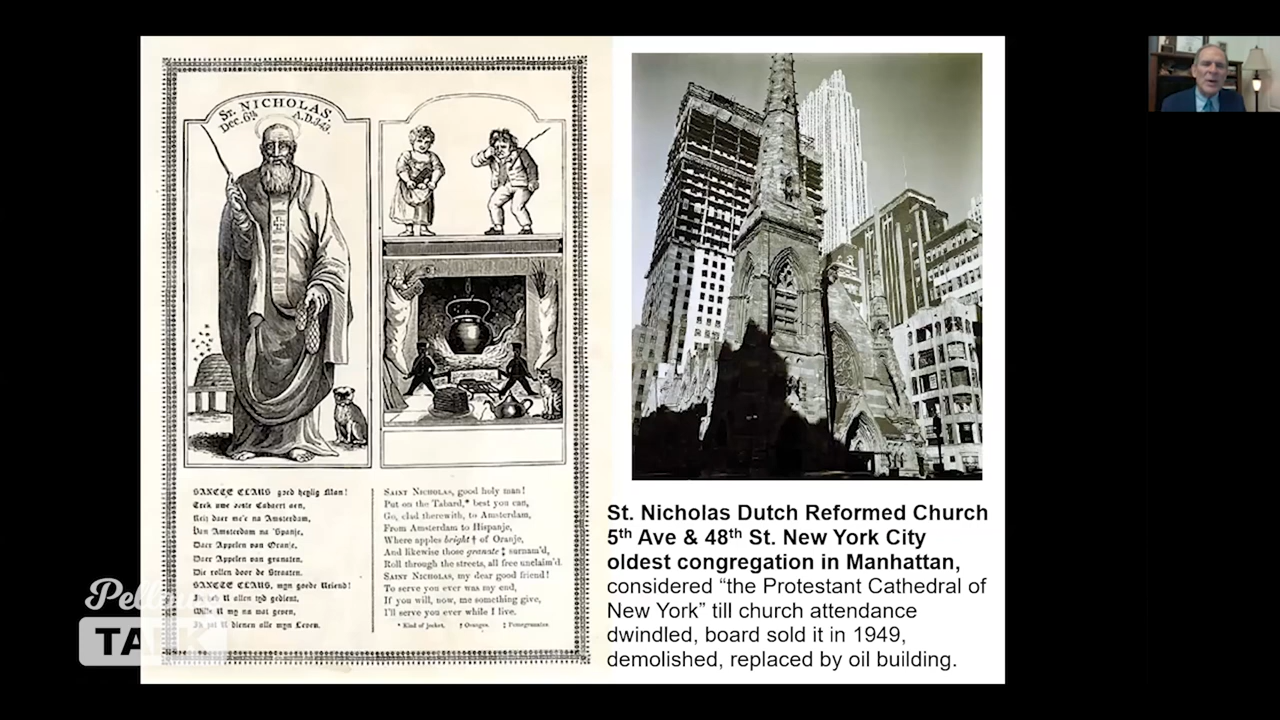 ST. NICHOLAS.
Dec. 6th A.D. 343.
SANCTE CLAUS goed heylig Man!
Trek uwe beste Tabaert aen,
Reiz daer me'e na Amsterdam,
Van Amsterdam na 'Spanje,
Daer Appelen van Oranje,
Daer Appelen van granaten,
Die rollen door de Straaten.
SANCTE CLAUS, myn goede Vriend!
U allen tyd gedient,
U my nu wat geven,
U dienen alle myn Leven.
SAINT NICHOLAS, good holy man!
Put on the Tabard,* best you can,
Go, clad therewith, to Amsterdam,
From Amsterdam to Hispanje,
Where apples bright † of Oranje,
And likewise those granate ‡ surnam'd,
Roll through the streets, all free unclaim'd.
SAINT NICHOLAS, my dear good friend!
To serve you ever was my end,
If you will, now, me something give,
I'll serve you ever while I live.
* Kind of jacket. † Oranges. ‡ Pomegranates.
TALK
St. Nicholas Dutch Reformed Church
5th Ave & 48th St. New York City
oldest congregation in Manhattan,
considered “the Protestant Cathedral of
New York” till church attendance
dwindled, board sold it in 1949,
demolished, replaced by oil building.